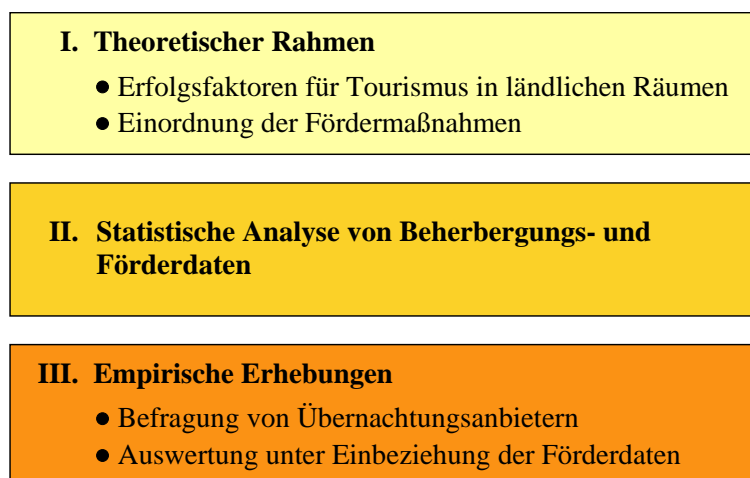 I. Theoretischer Rahmen
● Erfolgsfaktoren für Tourismus in ländlichen Räumen
● Einordnung der Fördermaßnahmen
II. Statistische Analyse von Beherbergungs- und
Förderdaten
III. Empirische Erhebungen
● Befragung von Übernachtungsanbietern
● Auswertung unter Einbeziehung der Förderdaten